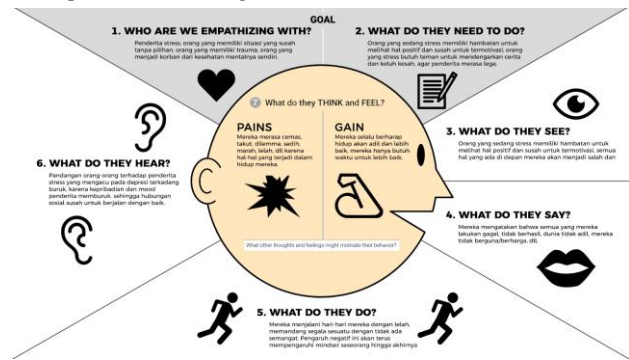 GOAL
1. WHO ARE WE EMPATHIZING WITH?
Penderita stress, orang yang memiliki situasi yang susah
tanpa pilihan, orang yang memiliki trauma, orang yang
menjadi korban dari kesehatan mentalnya sendiri.
2. WHAT DO THEY NEED TO DO?
Orang yang sedang stress memiliki hambatan untuk
melihat hal positif dan susah untuk termotivasi, orang
yang stress butuh teman untuk mendengarkan cerita
dan keluh kesah, agar penderita merasa lega.
7 What do they THINK and FEEL?
PAINS
Mereka merasa cemas,
takut, dilemma, sedih,
marah, lelah, dll karena
hal-hal yang terjadi dalam
hidup mereka.
GAIN
Mereka selalu berharap
hidup akan adil dan lebih
baik, mereka hanya butuh
waktu untuk lebih baik.
What other thoughts and feelings might motivate their behavior?
3. WHAT DO THEY SEE?
Orang yang sedang stress memiliki hambatan untuk
melihat hal positif dan susah untuk termotivasi, semua
hal yang ada di depan mereka akan menjadi salah dan
4. WHAT DO THEY SAY?
Mereka mengatakan bahwa semua yang mereka
lakukan gagal, tidak berhasil, dunia tidak adil, mereka
tidak berguna/berharga, dll.
5. WHAT DO THEY DO?
Mereka menjalani hari-hari mereka dengan lelah,
memandang segala sesuatu dengan tidak ada
semangat. Pengaruh negatif ini akan terus
mempengaruhi mindset seseorang hingga akhirnya
6. WHAT DO THEY HEAR?
Pandangan orang-orang terhadap penderita
stress yang mengacu pada depresi terkadang
buruk, karena kepribadian dan mood
penderita memburuk, sehingga hubungan
sosial susah untuk berjalan dengan baik.